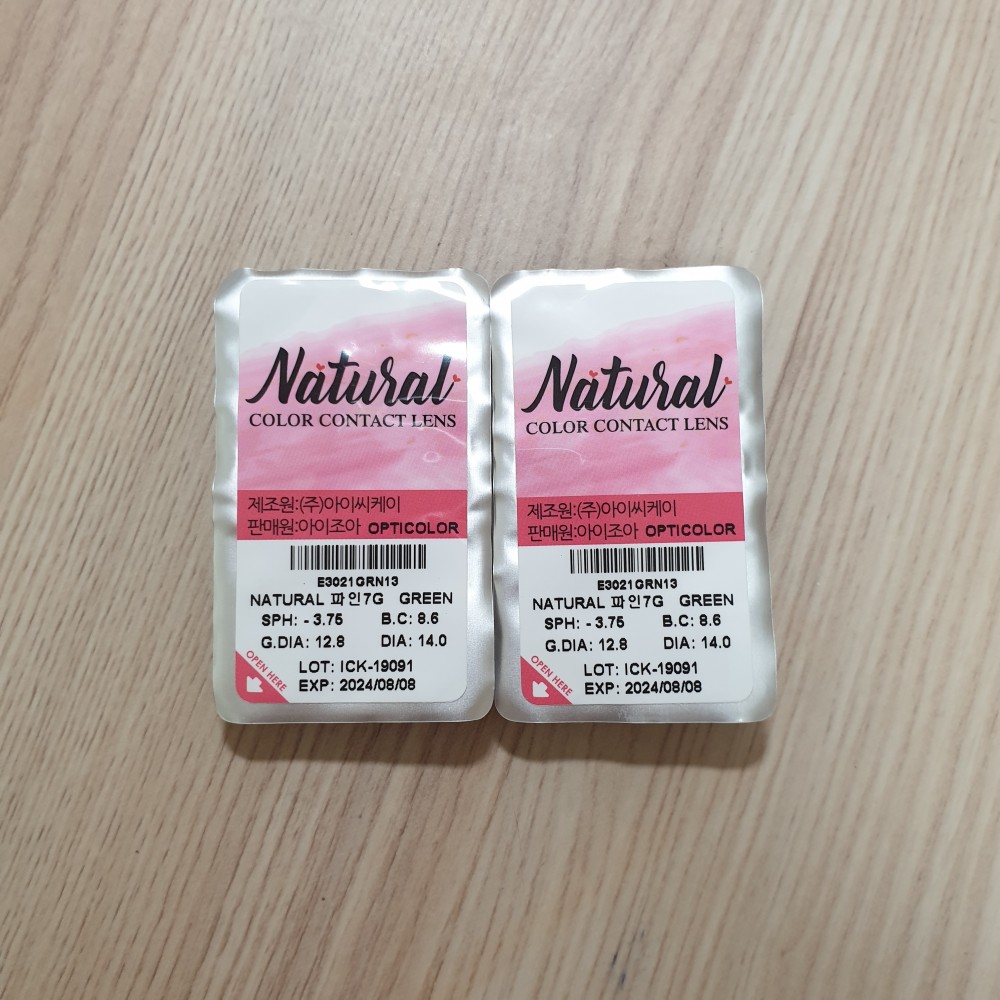 Natural
COLOR CONTACT LENS
제조원:(주)아이씨케이
판매원:아이조아 OPTICOLOR
E3021GRN13
NATURAL 파인7G GREEN
SPH: - 3.75 B.C: 8.6
G.DIA: 12.8 DIA: 14.0
LOT: ICK-19091
EXP: 2024/08/08
OPEN HERE
Natural
COLOR CONTACT LENS
제조원:(주)아이씨케이
판매원:아이조아 OPTICOLOR
E3021GRN13
NATURAL 파인7G GREEN
SPH: - 3.75 B.C: 8.6
G.DIA: 12.8 DIA: 14.0
LOT: ICK-19091
EXP: 2024/08/08
OPEN HERE